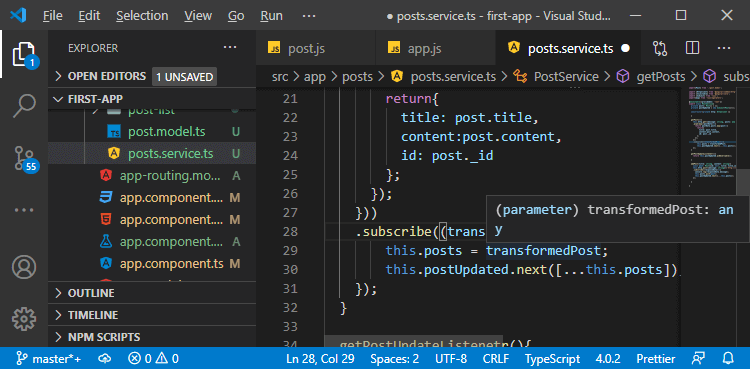 File Edit Selection View Go Run ··· ● posts.service.ts - first-app - Visual Stud...
EXPLORER ···
OPEN EDITORS 1 UNSAVED
FIRST-APP
post-list
post.model.ts U
posts.service.ts U
app-routing.mo... A
app.component.... M
app.component.... M
app.component.... A
app.component.ts M
OUTLINE
TIMELINE
NPM SCRIPTS
1
55
post.js app.js posts.service.ts ●
src > app > posts > posts.service.ts > PostService > getPosts > subs
21 return{
22 title: post.title,
23 content:post.content,
24 id: post._id
25 };
26 });
27 }))
(parameter) transformedPost: an
y
28 .subscribe((trans
29 this.posts = transformedPost;
30 this.postUpdated.next([...this.posts])
31 });
32 }
33
34 getPostUpdateListenetr(){
master*+ 0 0 Ln 28, Col 29 Spaces: 2 UTF-8 CRLF TypeScript 4.0.2 Prettier